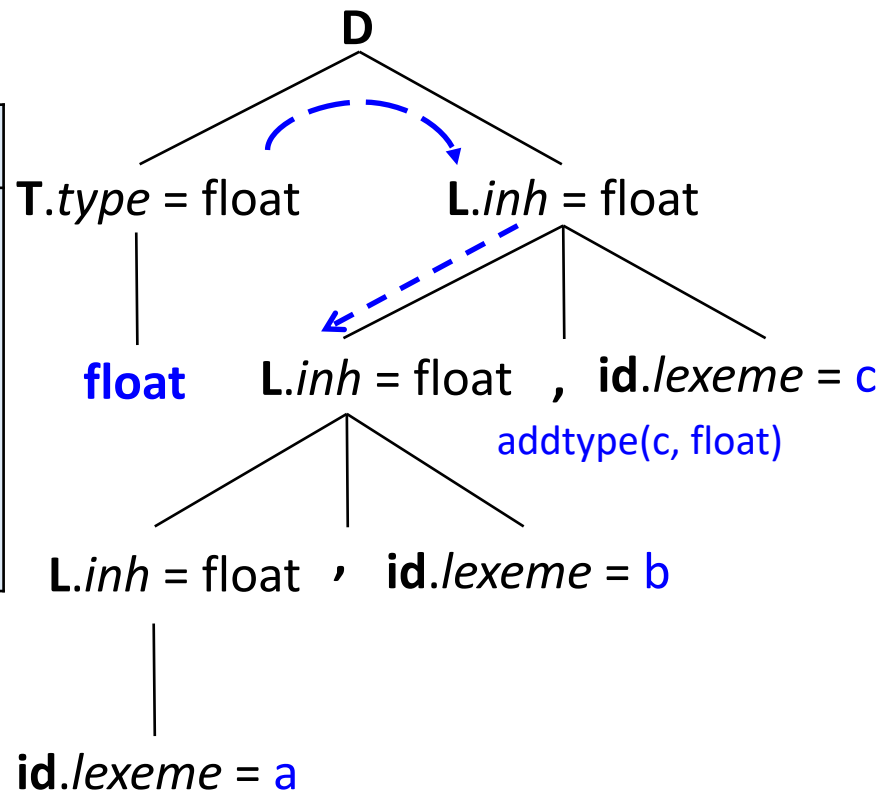 D
T.type = float L.inh = float
float L.inh = float , id.lexeme = c
addtype(c, float)
L.inh = float , id.lexeme = b
id.lexeme = a